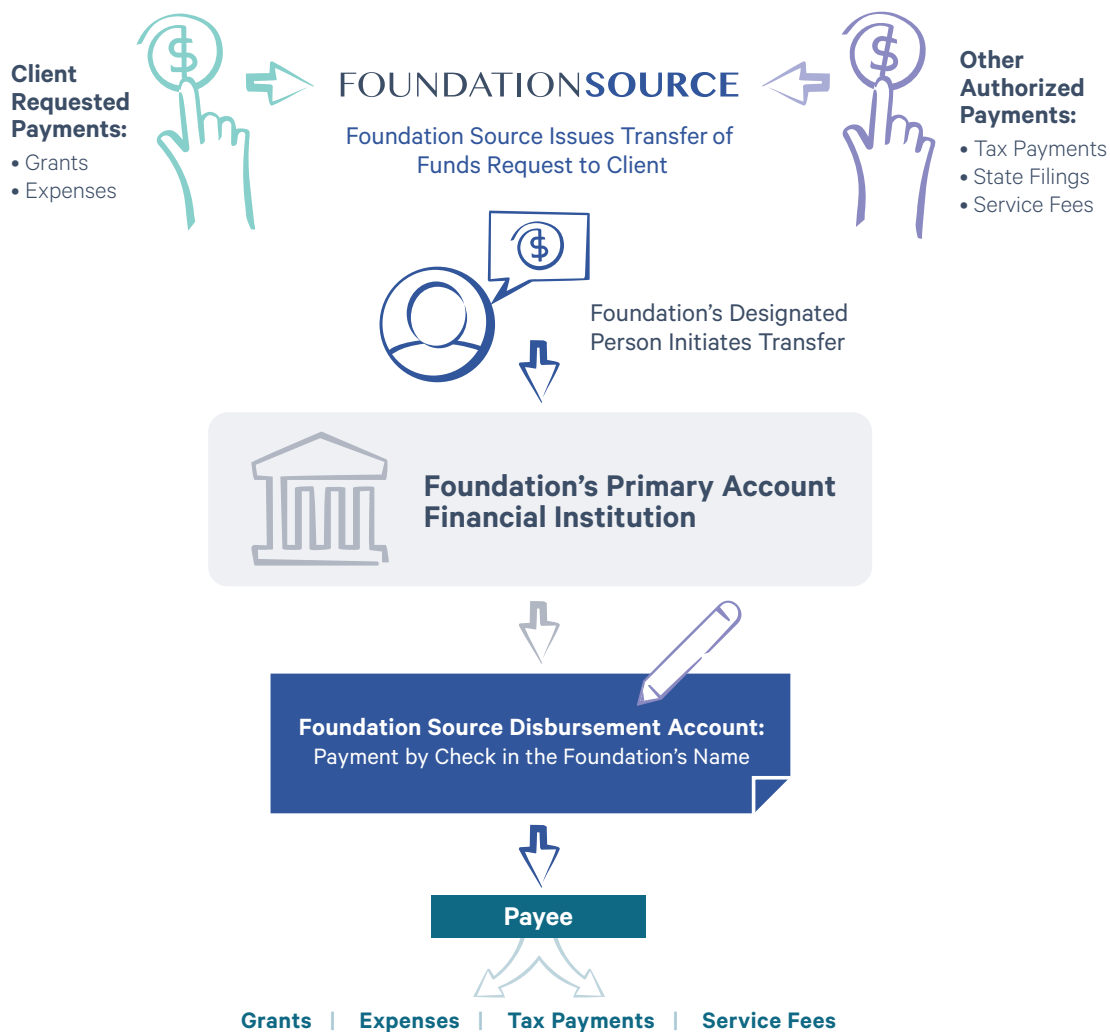 Client
Requested
Payments:
• Grants
• Expenses
FOUNDATIONSOURCE
Foundation Source Issues Transfer of
Funds Request to Client
Other
Authorized
Payments:
• Tax Payments
• State Filings
• Service Fees
$
$
$
Foundation’s Designated
Person Initiates Transfer
Foundation’s Primary Account
Financial Institution
Foundation Source Disbursement Account:
Payment by Check in the Foundation’s Name
Payee
Grants | Expenses | Tax Payments | Service Fees